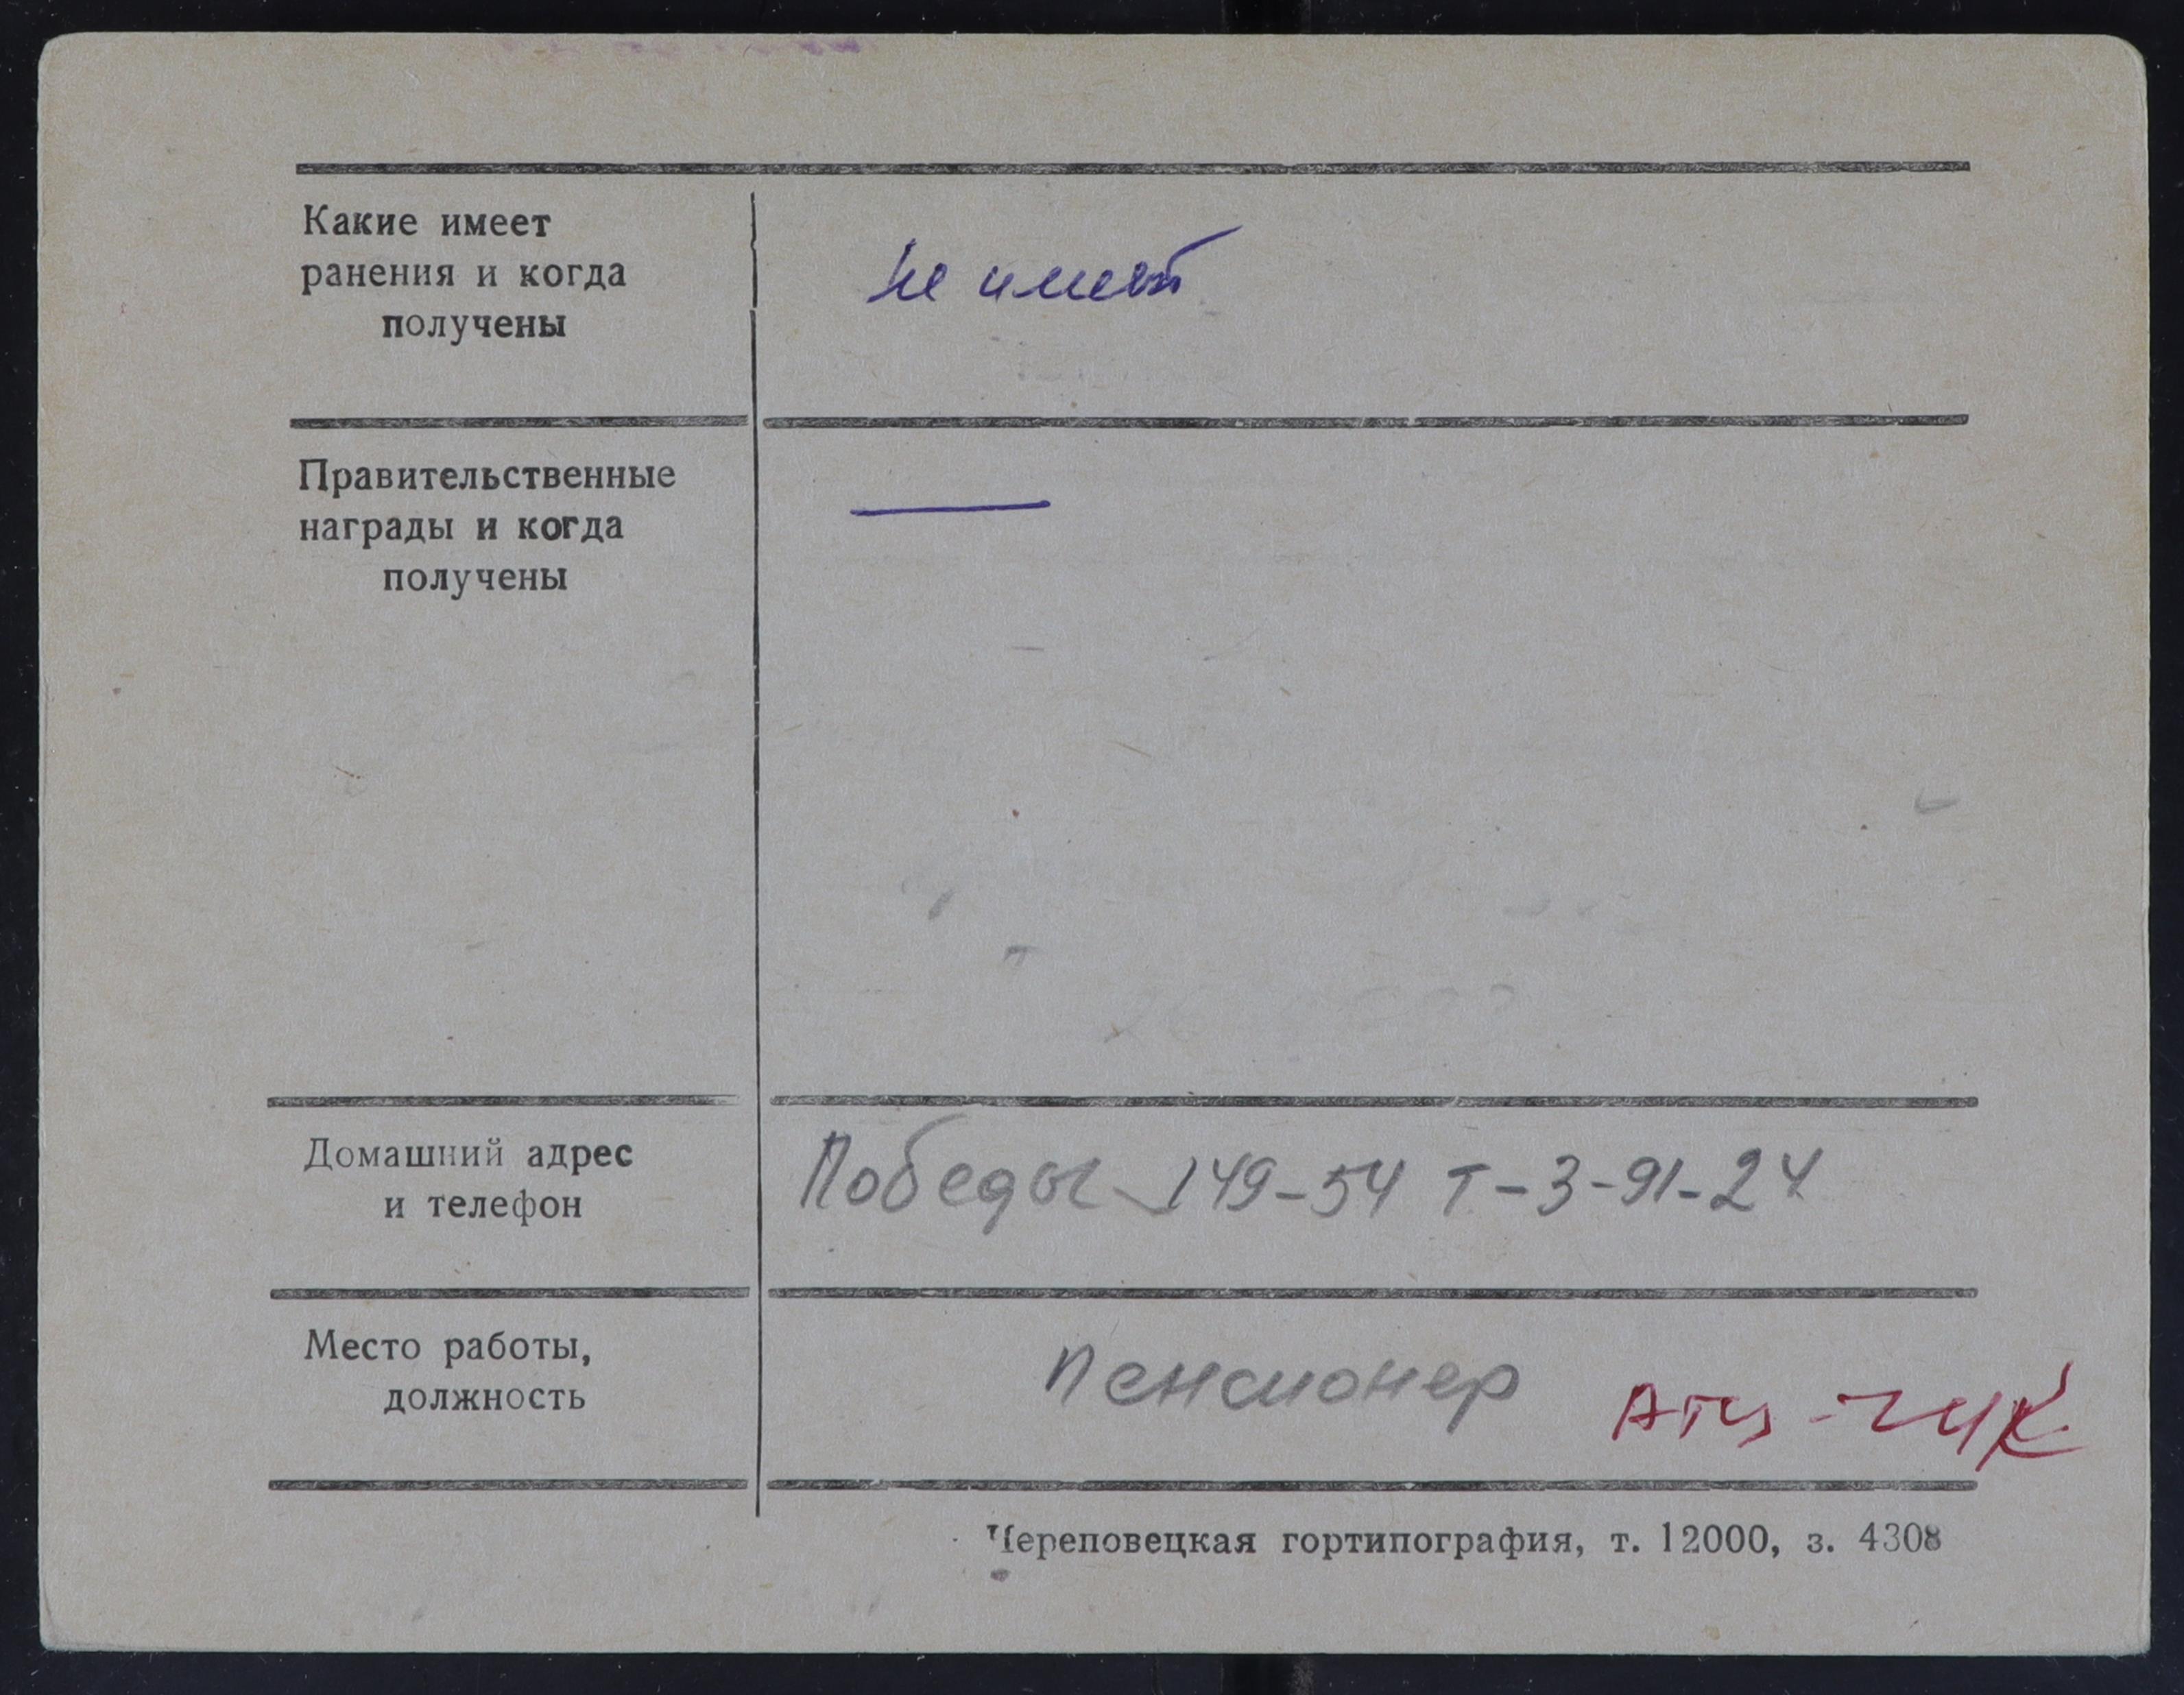 Какие имеет
ранения и когда
получены
не имеет
Правительственные
награды и когда
получены
Домашний адрес
и телефон
Победы 149-54 Т-3-91-24
Место работы,
должность
Пенсионер
Череповецкая гортипография, т. 12000, з. 4308